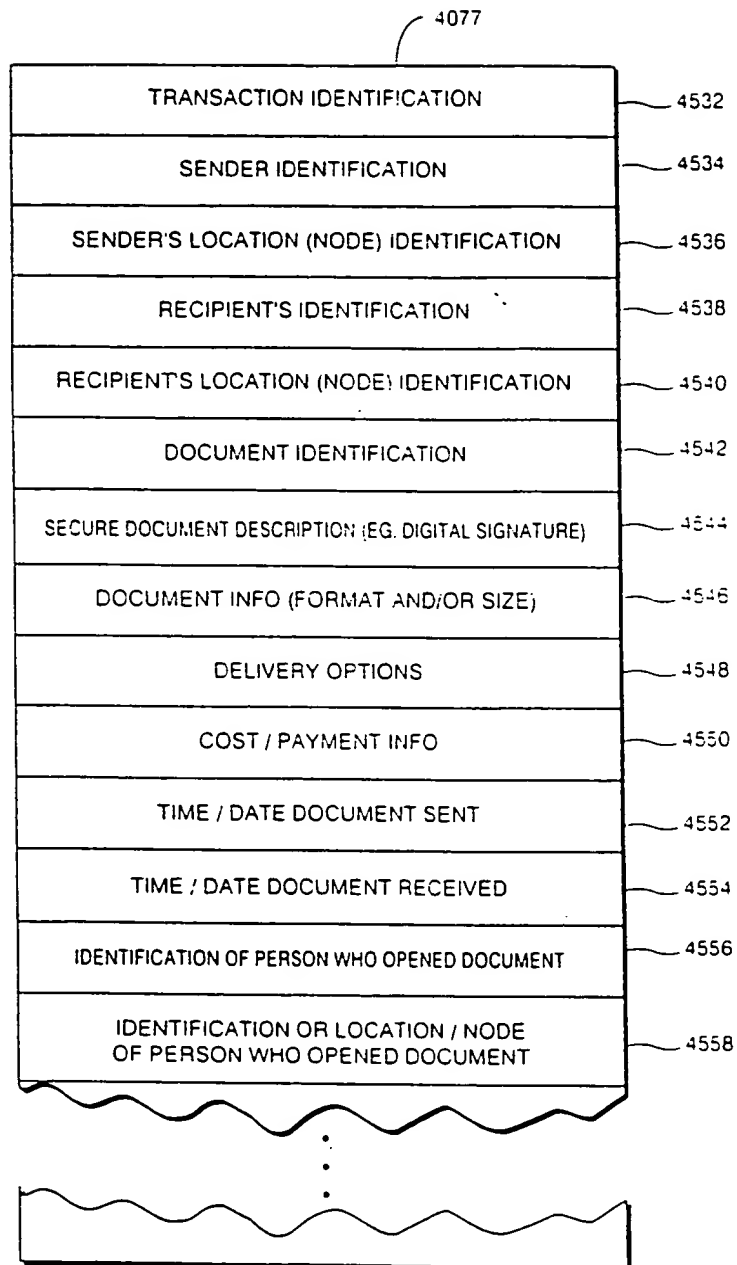 4077
TRANSACTION IDENTIFICATION 4532
SENDER IDENTIFICATION 4534
SENDER'S LOCATION (NODE) IDENTIFICATION 4536
RECIPIENT'S IDENTIFICATION 4538
RECIPIENT'S LOCATION (NODE) IDENTIFICATION 4540
DOCUMENT IDENTIFICATION 4542
SECURE DOCUMENT DESCRIPTION (EG. DIGITAL SIGNATURE) 4544
DOCUMENT INFO (FORMAT AND/OR SIZE) 4546
DELIVERY OPTIONS 4548
COST / PAYMENT INFO 4550
TIME / DATE DOCUMENT SENT 4552
TIME / DATE DOCUMENT RECEIVED 4554
IDENTIFICATION OF PERSON WHO OPENED DOCUMENT 4556
IDENTIFICATION OR LOCATION / NODE
OF PERSON WHO OPENED DOCUMENT 4558